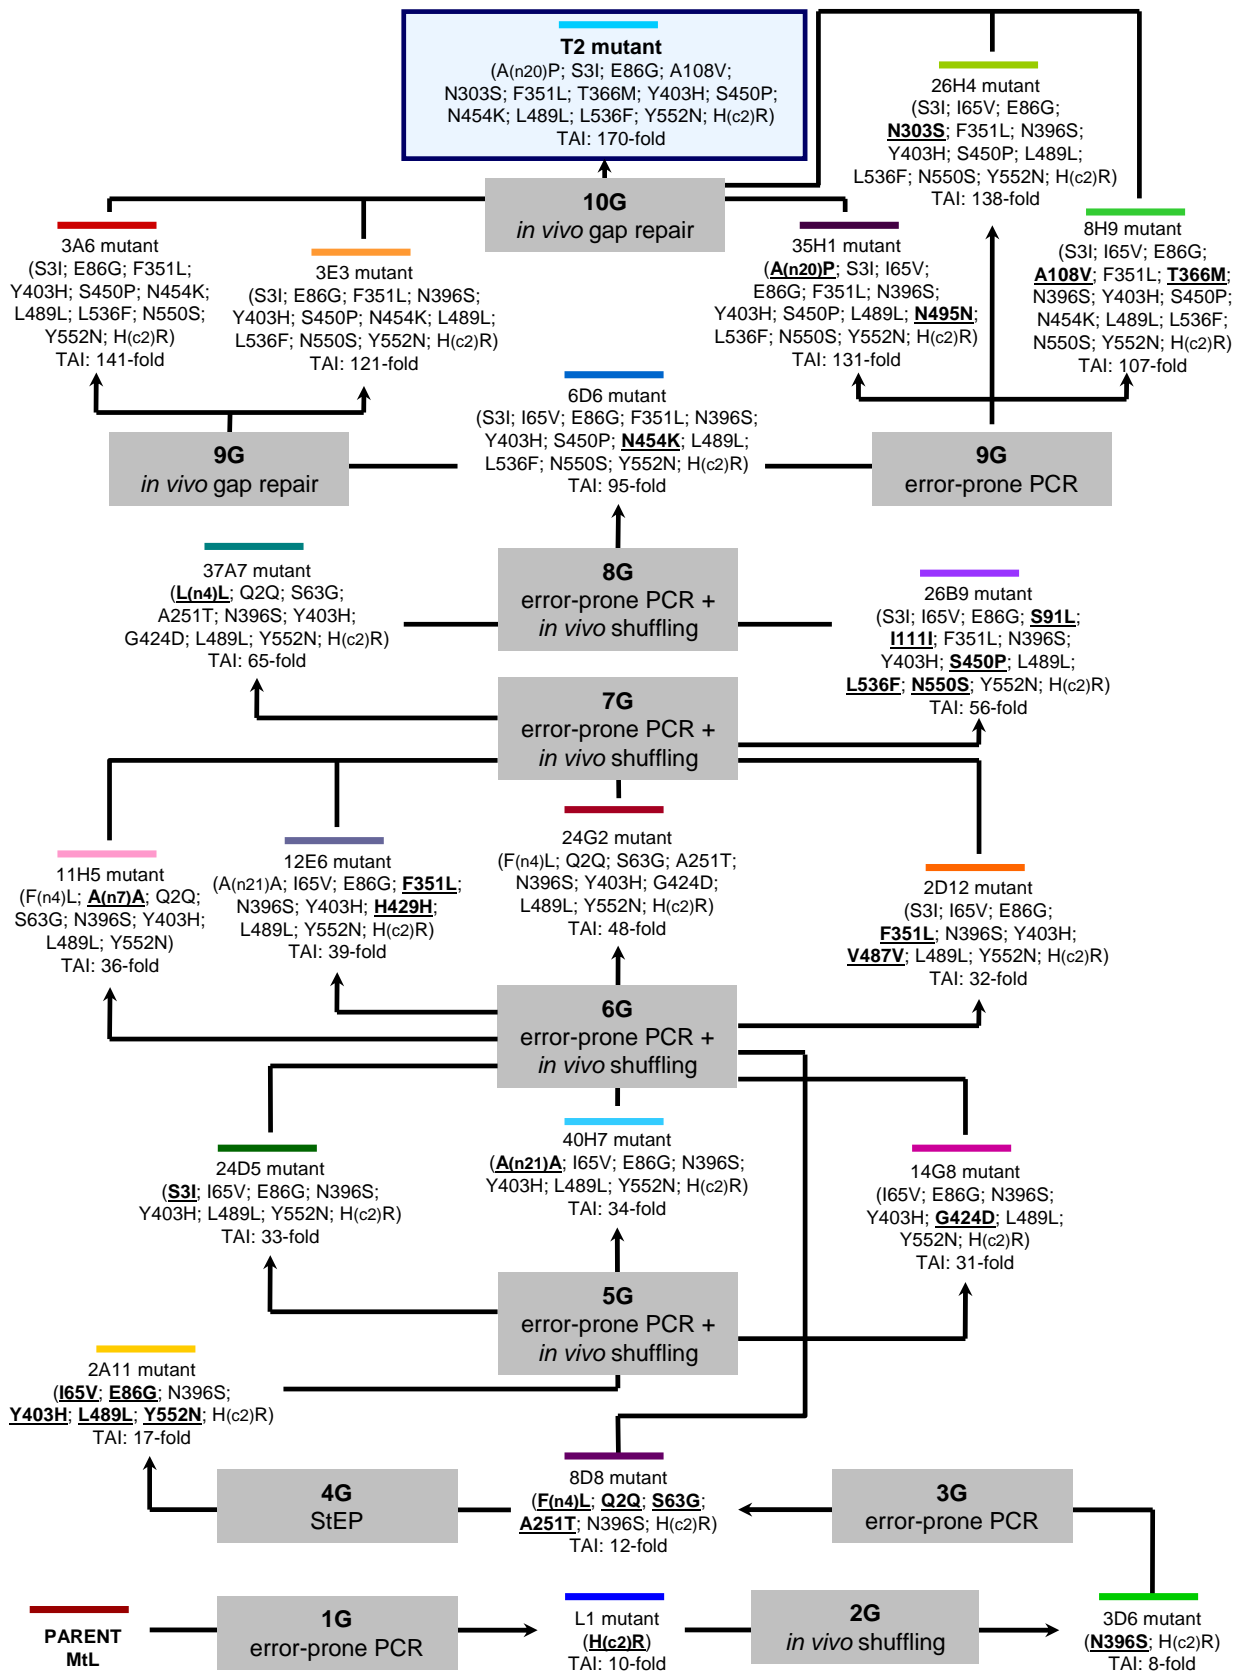 T2 mutant
(A(n20)P; S3I; E86G; A108V;
N303S; F351L; T366M; Y403H; S450P;
N454K; L489L; L536F; Y552N; H(c2)R)
TAI: 170-fold
26H4 mutant
(S3I; I65V; E86G;
N303S; F351L; N396S;
Y403H; S450P; L489L;
L536F; N550S; Y552N; H(c2)R)
TAI: 138-fold
10G
in vivo gap repair
3A6 mutant
(S3I; E86G; F351L;
Y403H; S450P; N454K;
L489L; L536F; N550S;
Y552N; H(c2)R)
TAI: 141-fold
3E3 mutant
(S3I; E86G; F351L; N396S;
Y403H; S450P; N454K; L489L;
L536F; N550S; Y552N; H(c2)R)
TAI: 121-fold
35H1 mutant
(A(n20)P; S3I; I65V;
E86G; F351L; N396S;
Y403H; S450P; L489L; N495N;
L536F; N550S; Y552N; H(c2)R)
TAI: 131-fold
8H9 mutant
(S3I; I65V; E86G;
A108V; F351L; T366M;
N396S; Y403H; S450P;
N454K; L489L; L536F;
N550S; Y552N; H(c2)R)
TAI: 107-fold
9G
in vivo gap repair
6D6 mutant
(S3I; I65V; E86G; F351L; N396S;
Y403H; S450P; N454K; L489L;
L536F; N550S; Y552N; H(c2)R)
TAI: 95-fold
9G
error-prone PCR
37A7 mutant
(L(n4)L; Q2Q; S63G;
A251T; N396S; Y403H;
G424D; L489L; Y552N; H(c2)R)
TAI: 65-fold
8G
error-prone PCR +
in vivo shuffling
26B9 mutant
(S3I; I65V; E86G; S91L;
I111I; F351L; N396S;
Y403H; S450P; L489L;
L536F; N550S; Y552N; H(c2)R)
TAI: 56-fold
7G
error-prone PCR +
in vivo shuffling
11H5 mutant
(F(n4)L; A(n7)A; Q2Q;
S63G; N396S; Y403H;
L489L; Y552N)
TAI: 36-fold
12E6 mutant
(A(n21)A; I65V; E86G; F351L;
N396S; Y403H; H429H;
L489L; Y552N; H(c2)R)
TAI: 39-fold
24G2 mutant
(F(n4)L; Q2Q; S63G; A251T;
N396S; Y403H; G424D;
L489L; Y552N; H(c2)R)
TAI: 48-fold
2D12 mutant
(S3I; I65V; E86G;
F351L; N396S; Y403H;
V487V; L489L; Y552N; H(c2)R)
TAI: 32-fold
6G
error-prone PCR +
in vivo shuffling
24D5 mutant
(S3I; I65V; E86G; N396S;
Y403H; L489L; Y552N; H(c2)R)
TAI: 33-fold
40H7 mutant
(A(n21)A; I65V; E86G; N396S;
Y403H; L489L; Y552N; H(c2)R)
TAI: 34-fold
14G8 mutant
(I65V; E86G; N396S;
Y403H; G424D; L489L;
Y552N; H(c2)R)
TAI: 31-fold
5G
error-prone PCR +
in vivo shuffling
2A11 mutant
(I65V; E86G; N396S;
Y403H; L489L; Y552N; H(c2)R)
TAI: 17-fold
4G
StEP
8D8 mutant
(F(n4)L; Q2Q; S63G;
A251T; N396S; H(c2)R)
TAI: 12-fold
3G
error-prone PCR
PARENT
MtL
1G
error-prone PCR
L1 mutant
(H(c2)R)
TAI: 10-fold
2G
in vivo shuffling
3D6 mutant
(N396S; H(c2)R)
TAI: 8-fold